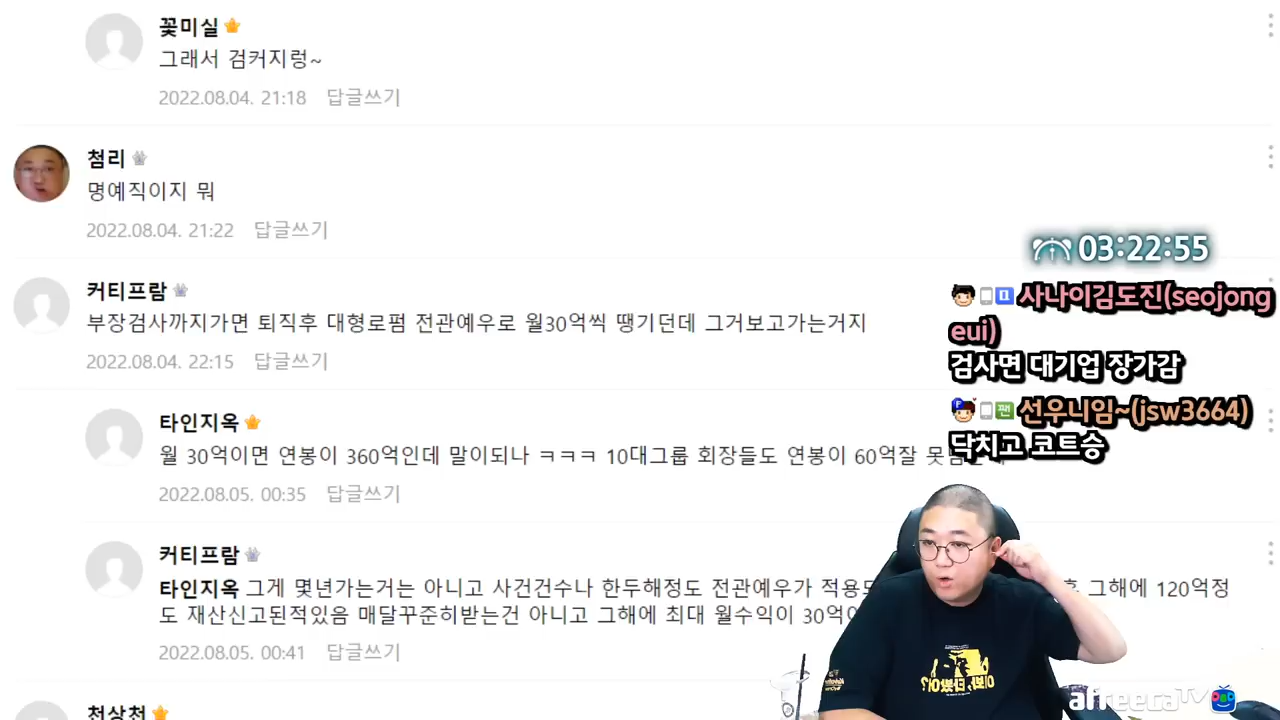 꽃미실
그래서 검커지렁~
2022.08.04. 21:18 답글쓰기
첨리
명예직이지 뭐
2022.08.04. 21:22 답글쓰기
커티프람
부장검사까지가면 퇴직후 대형로펌 전관예우로 월30억씩 땡기던데 그거보고가는거지
2022.08.04. 22:15 답글쓰기
타인지옥
월 30억이면 연봉이 360억인데 말이되나 ㅋㅋㅋ 10대그룹 회장들도 연봉이 60억잘
2022.08.05. 00:35 답글쓰기
커티프람
타인지옥 그게 몇년가는거는 아니고 사건건수나 한두해정도 전관예우가 그해에 120억정
도 재산신고된적있음 매달꾸준히받는건 아니고 그해에 최대 월수익이
2022.08.05. 00:41 답글쓰기
천상천
03:22:55
사나이김도진(seojong
eui)
검사면 대기업 장가감
선우니임~(jsw3664)
닥치고 코트승
afreecaTV